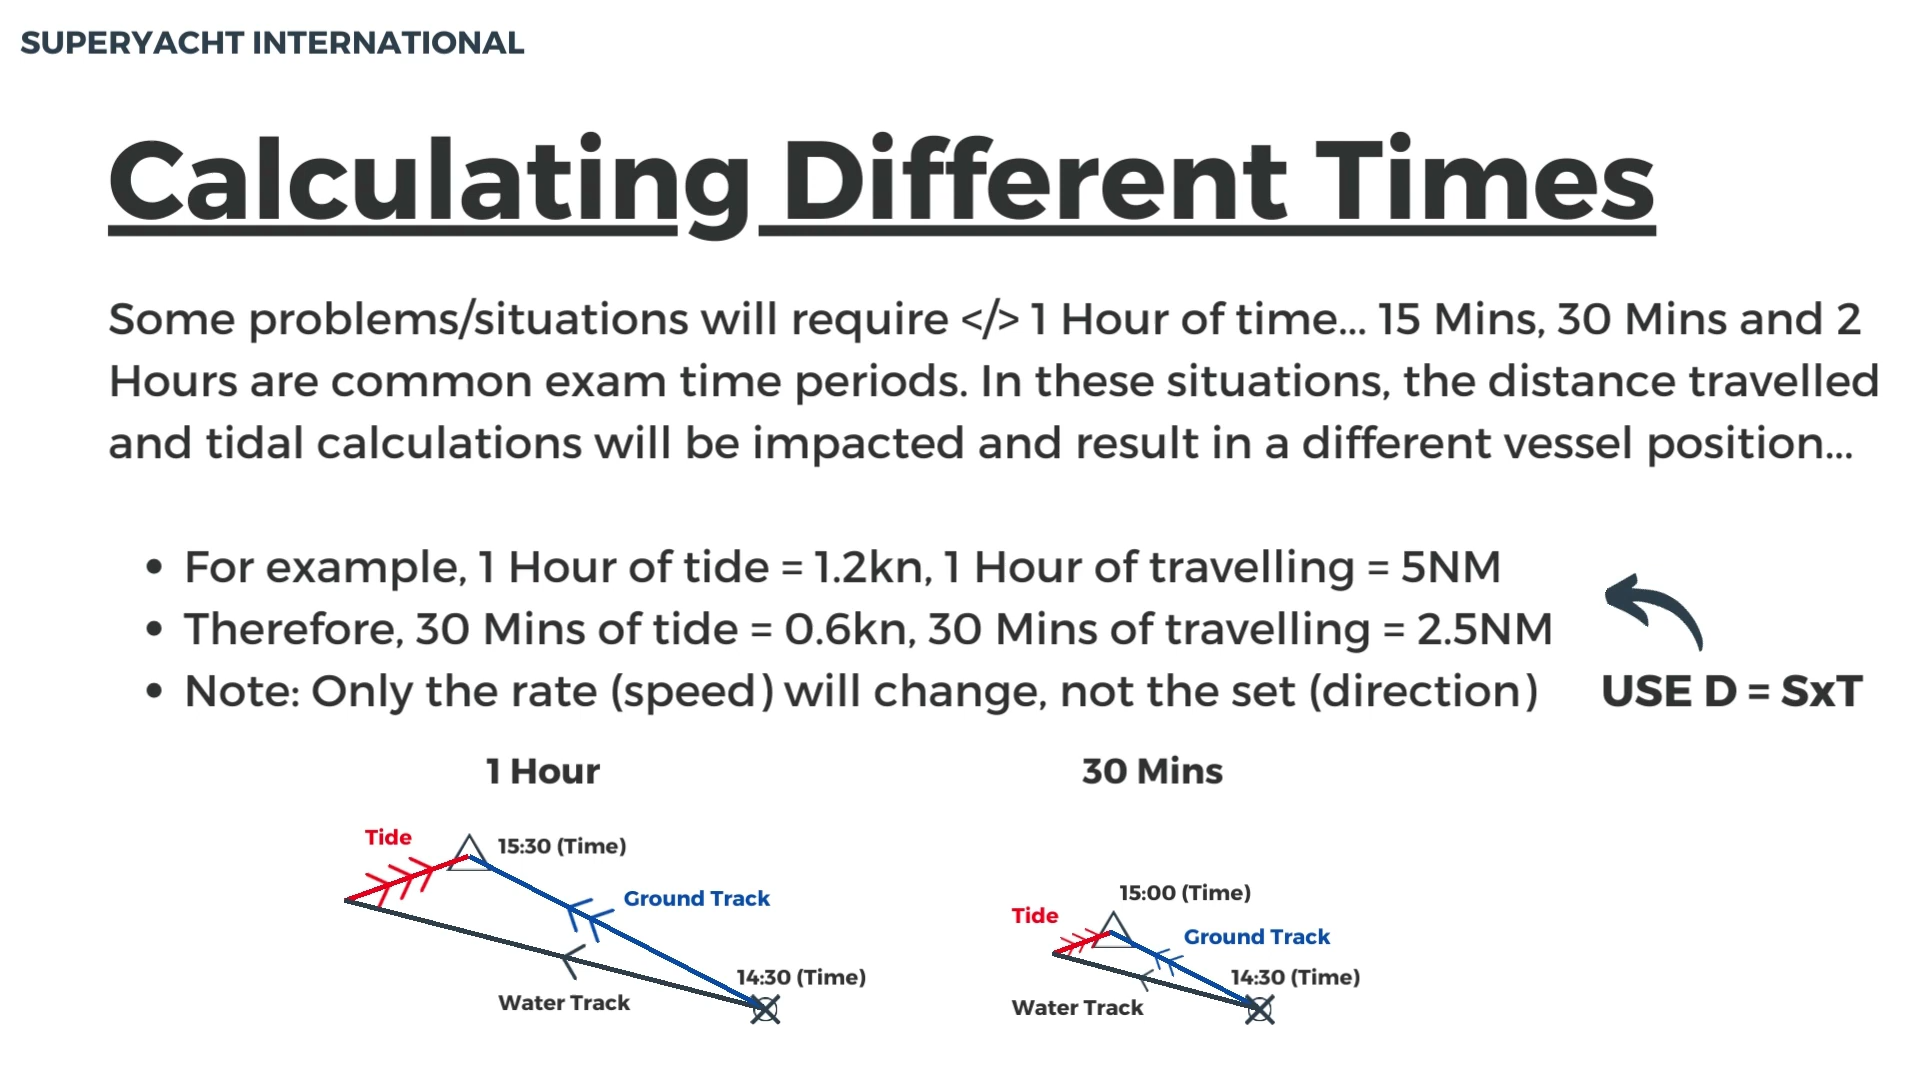 SUPERYACHT INTERNATIONAL
Calculating Different Times
Some problems/situations will require </> 1 Hour of time... 15 Mins, 30 Mins and 2
Hours are common exam time periods. In these situations, the distance travelled
and tidal calculations will be impacted and result in a different vessel position...
• For example, 1 Hour of tide = 1.2kn, 1 Hour of travelling = 5NM
• Therefore, 30 Mins of tide = 0.6kn, 30 Mins of travelling = 2.5NM
• Note: Only the rate (speed) will change, not the set (direction)
USE D = SxT
1 Hour
Tide
15:30 (Time)
Ground Track
14:30 (Time)
Water Track
30 Mins
15:00 (Time)
Tide
Ground Track
14:30 (Time)
Water Track